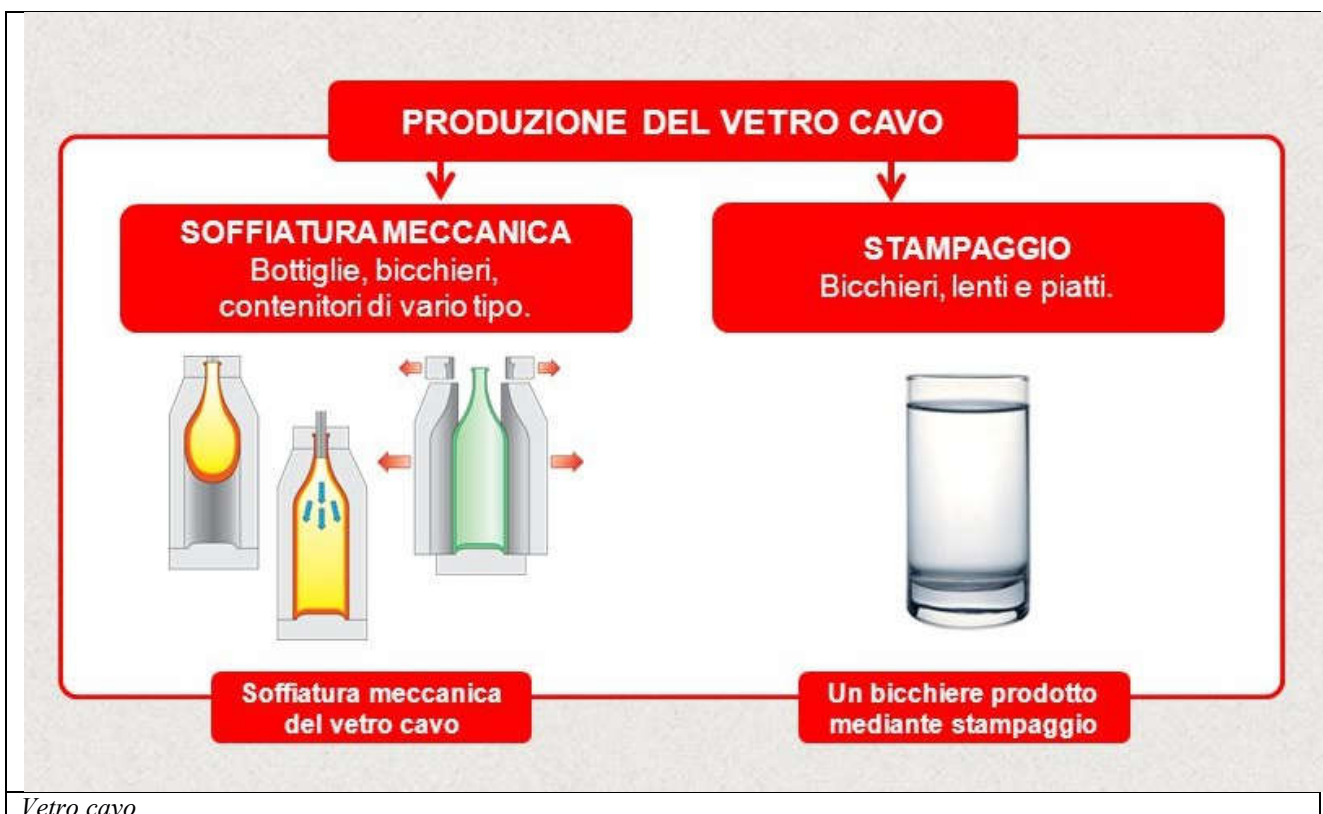 PRODUZIONE DEL VETRO CAVO
SOFFIATURA MECCANICA
Bottiglie, bicchieri,
contenitori di vario tipo.
STAMPAGGIO
Bicchieri, lenti e piatti.
Soffiatura meccanica
del vetro cavo
Un bicchiere prodotto
mediante stampaggio
Vetro cavo